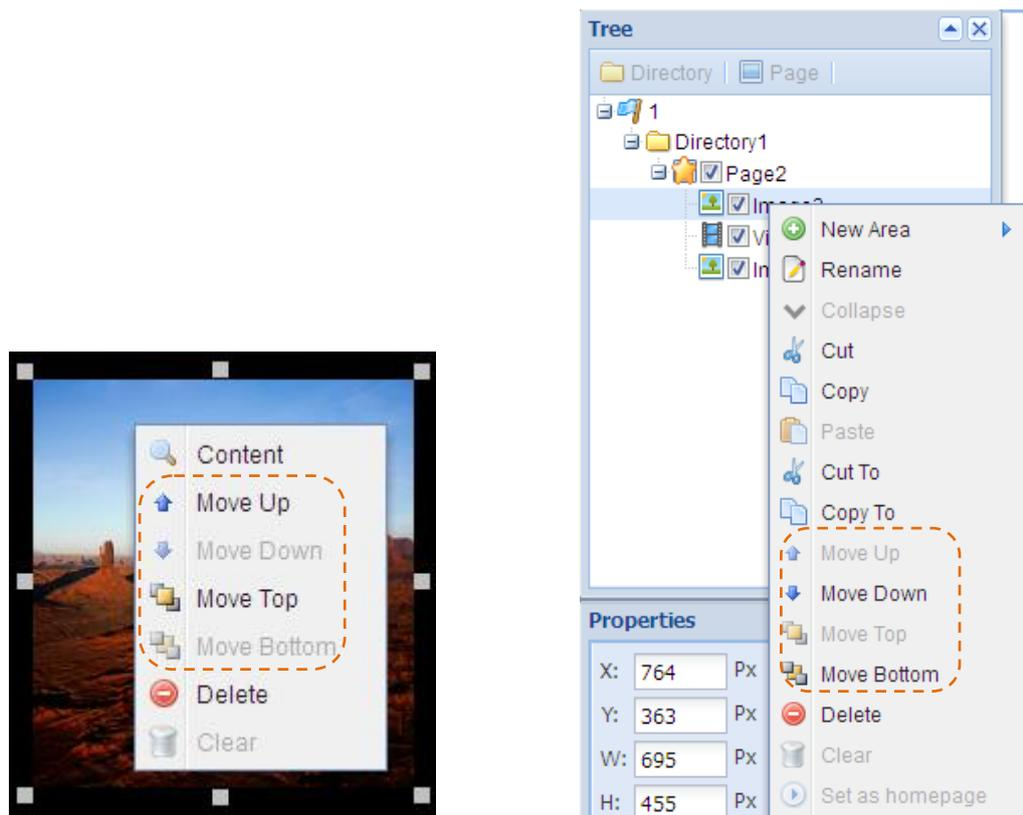 Tree
Directory
Page
1
Directory1
Page2
New Area
Rename
Collapse
Cut
Copy
Paste
Cut To
Copy To
Move Up
Move Down
Move Top
Move Bottom
Delete
Clear
Set as homepage
Properties
X: 764 Px
Y: 363 Px
W: 695 Px
H: 455 Px
Content
Move Up
Move Down
Move Top
Move Bottom
Delete
Clear